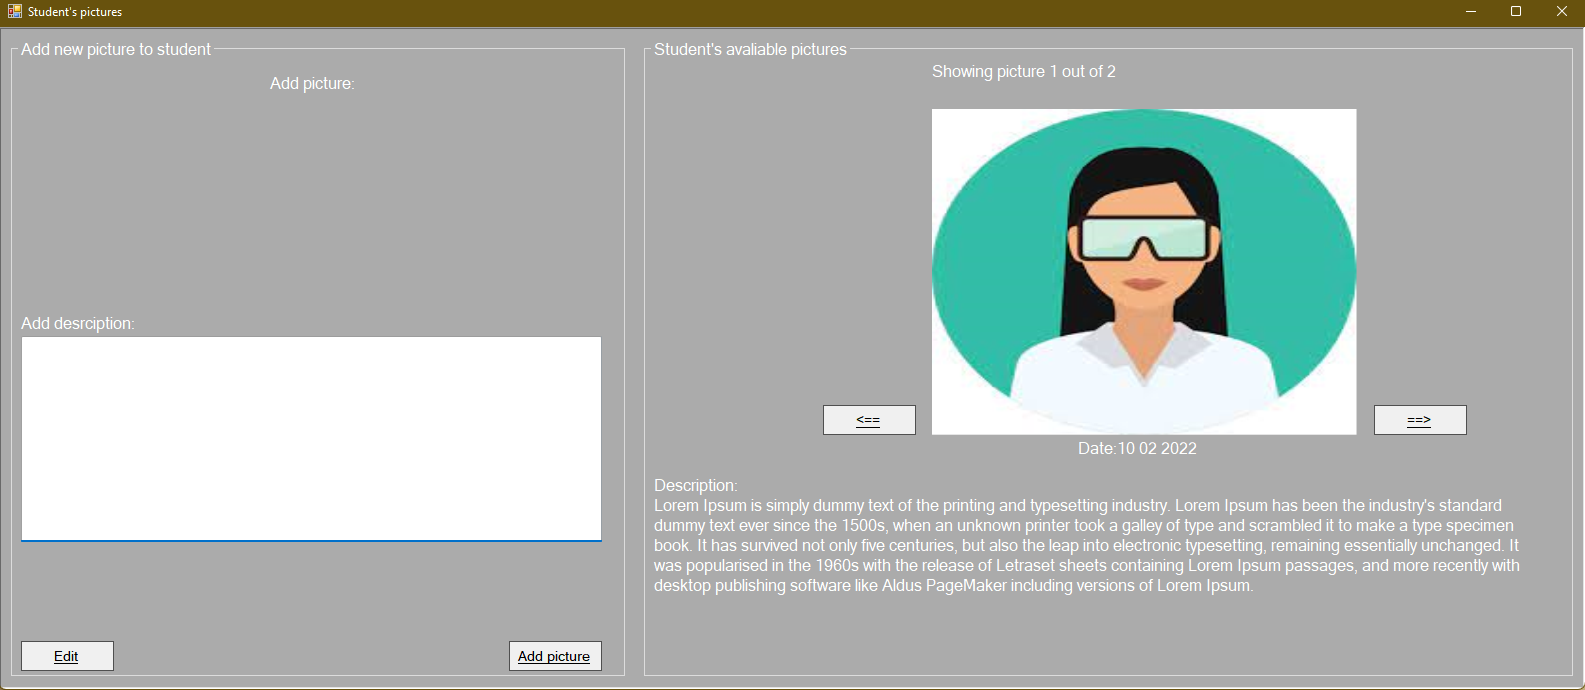 Student's pictures
Add new picture to student
Add picture:
Add desrciption:
Edit
Add picture
Student's avaliable pictures
Showing picture 1 out of 2
<==
==>
Date:10 02 2022
Description:
Lorem Ipsum is simply dummy text of the printing and typesetting industry. Lorem Ipsum has been the industry's standard
dummy text ever since the 1500s, when an unknown printer took a galley of type and scrambled it to make a type specimen
book. It has survived not only five centuries, but also the leap into electronic typesetting, remaining essentially unchanged. It
was popularised in the 1960s with the release of Letraset sheets containing Lorem Ipsum passages, and more recently with
desktop publishing software like Aldus PageMaker including versions of Lorem Ipsum.